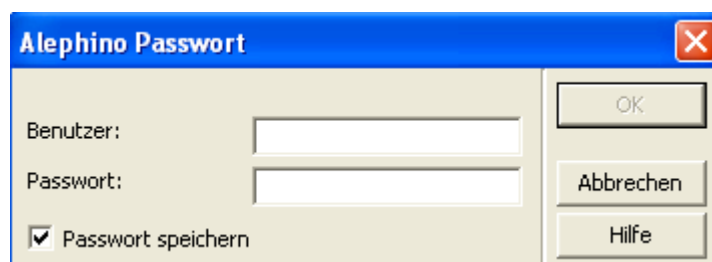 Alephino Passwort
OK
Benutzer:
Passwort:
Abbrechen
Passwort speichern
Hilfe